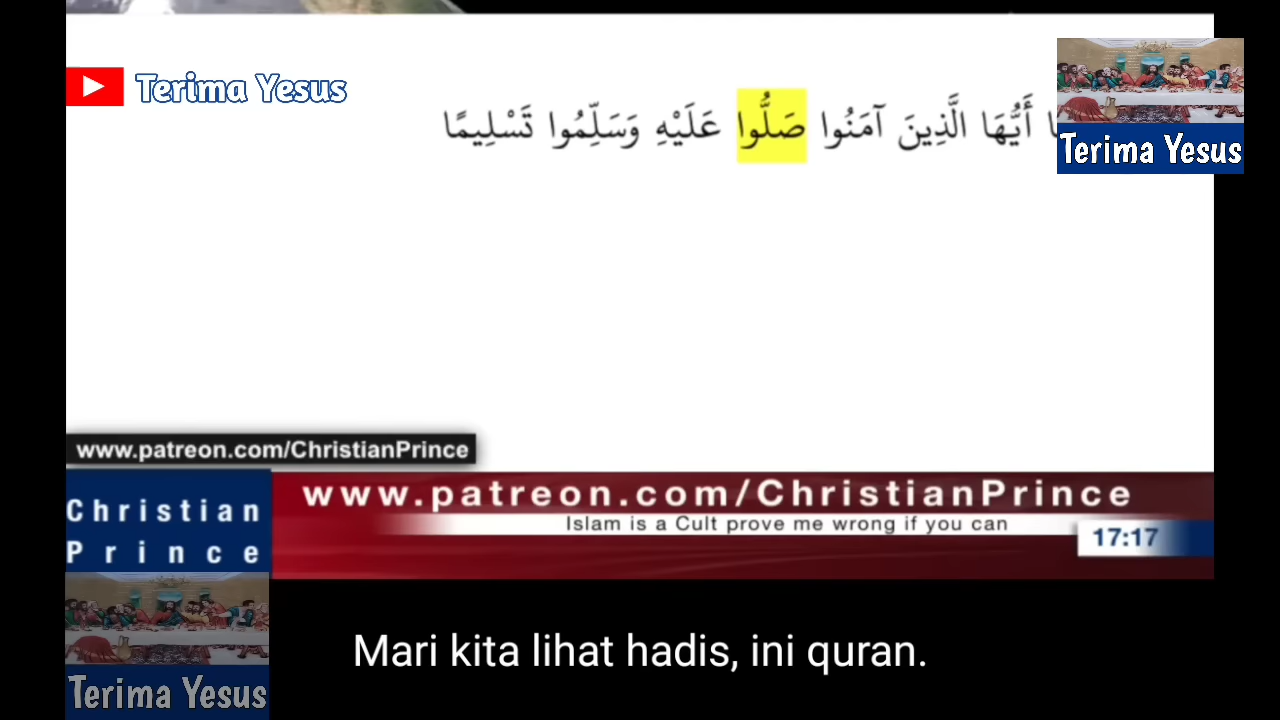 Terima Yesus
أَيُّهَا الَّذِينَ آمَنُوا صَلُّوا عَلَيْهِ وَسَلِّمُوا تَسْلِيمًا
Terima Yesus
www.patreon.com/ChristianPrince
Christian
Prince
www.patreon.com/ChristianPrince
Islam is a Cult prove me wrong if you can
17:17
Terima Yesus
Mari kita lihat hadis, ini quran.